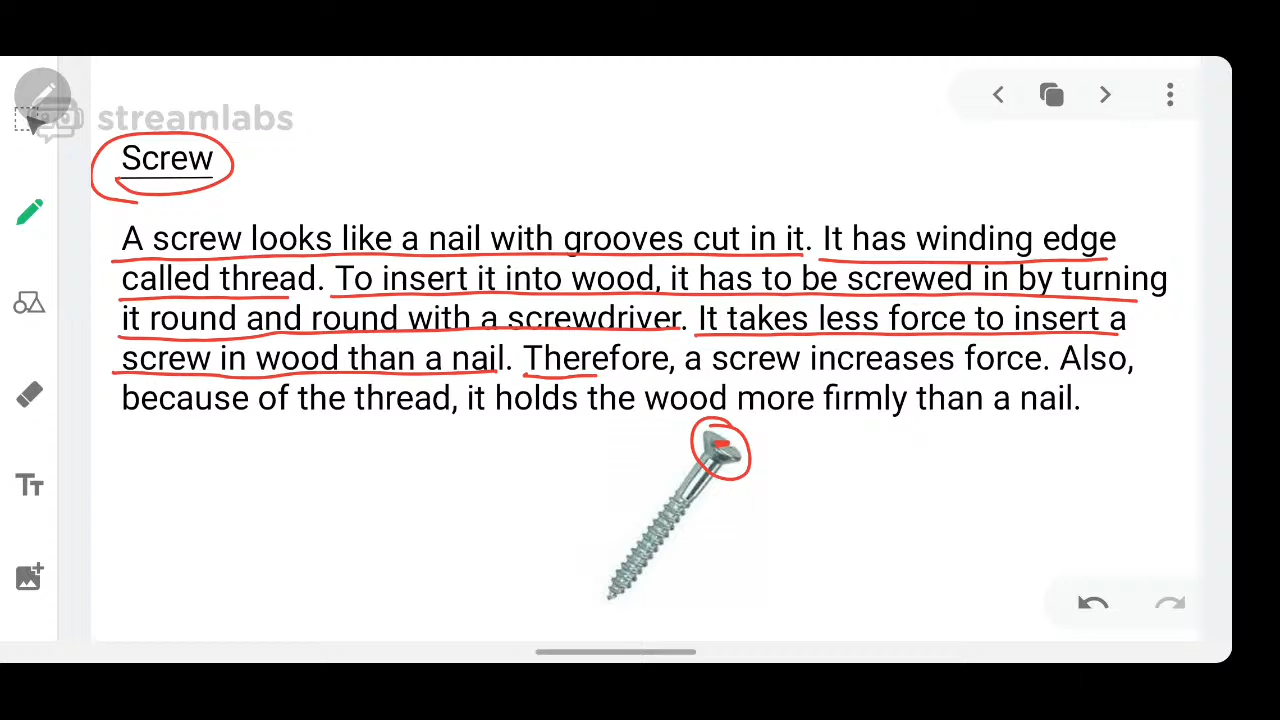 streamlabs
Screw
A screw looks like a nail with grooves cut in it. It has winding edge
called thread. To insert it into wood, it has to be screwed in by turning
it round and round with a screwdriver. It takes less force to insert a
screw in wood than a nail. Therefore, a screw increases force. Also,
because of the thread, it holds the wood more firmly than a nail.
TT